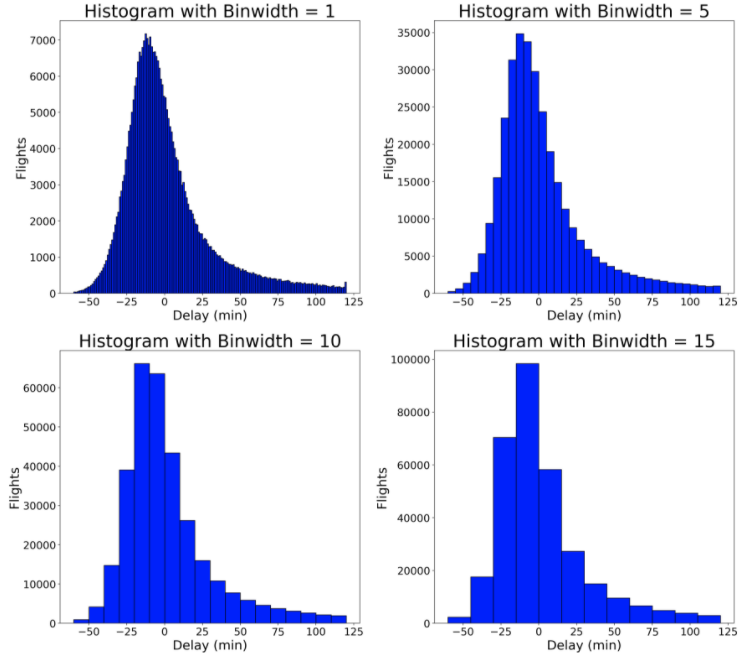 Histogram with Binwidth = 1
7000
6000
5000
4000
3000
2000
1000
0
Flights
−50 −25 0 25 50 75 100 125
Delay (min)
Histogram with Binwidth = 5
35000
30000
25000
20000
15000
10000
5000
0
Flights
−50 −25 0 25 50 75 100 125
Delay (min)
Histogram with Binwidth = 10
60000
50000
40000
30000
20000
10000
0
Flights
−50 −25 0 25 50 75 100 125
Delay (min)
Histogram with Binwidth = 15
100000
80000
60000
40000
20000
0
Flights
−50 −25 0 25 50 75 100 125
Delay (min)